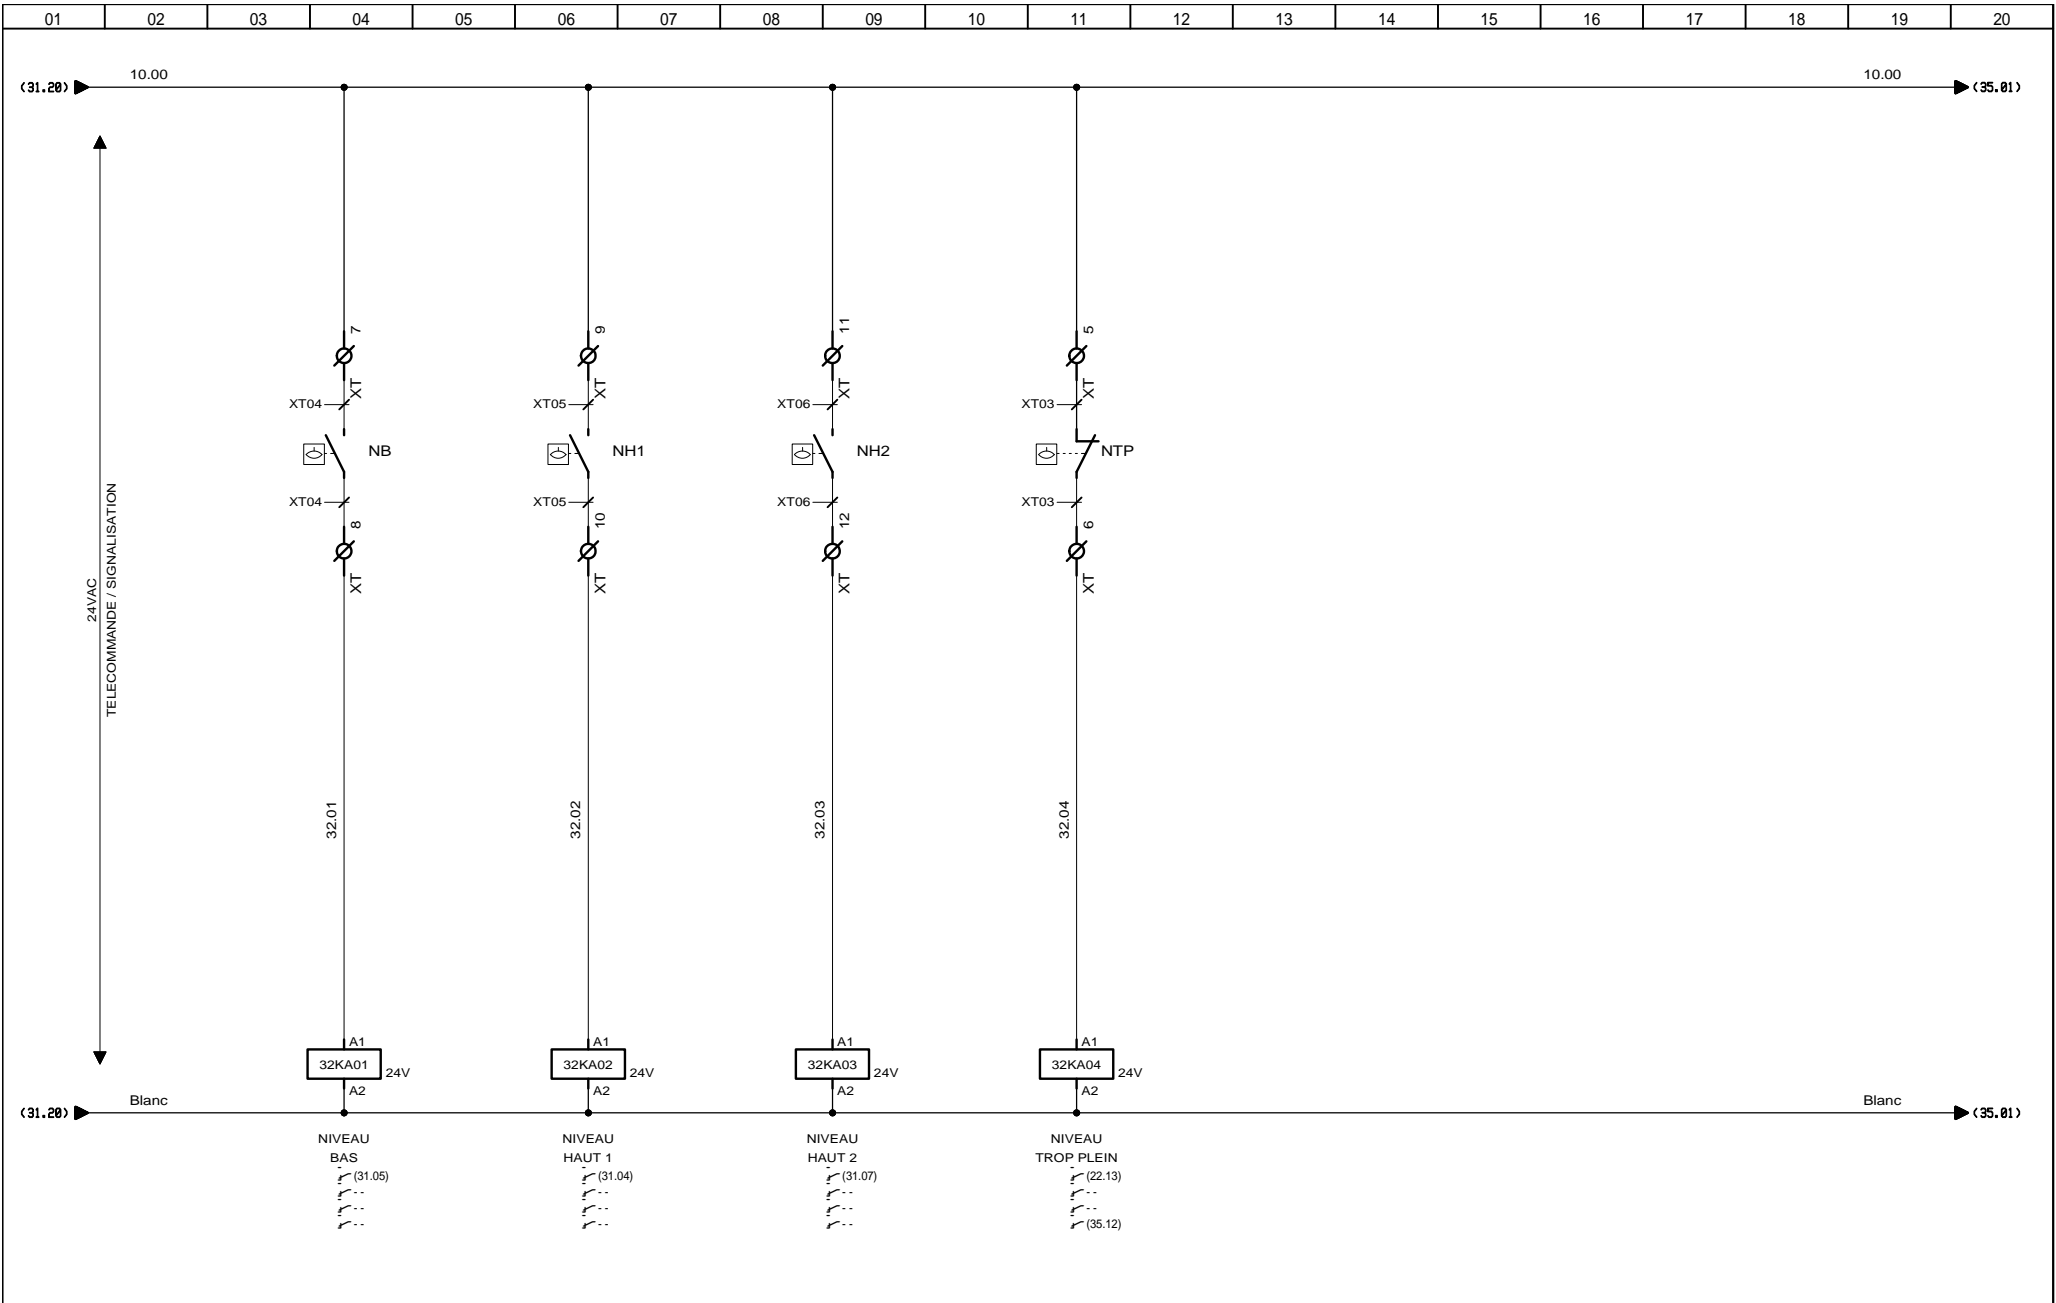 01 02 03 04 05 06 07 08 09 10 11 12 13 14 15 16 17 18 19 20
10.00 10.00
(31.20) (35.01)
7 9 11 5
XT XT XT XT
XT04 XT05 XT06 XT03
NB NH1 NH2 NTP
XT04 XT05 XT06 XT03
8 10 12 6
XT XT XT XT
24VAC
TELECOMMANDE / SIGNALISATION
32.01 32.02 32.03 32.04
A1 A1 A1 A1
32KA01 32KA02 32KA03 32KA04
24V 24V 24V 24V
A2 A2 A2 A2
Blanc Blanc
(31.20) (35.01)
NIVEAU NIVEAU NIVEAU NIVEAU
BAS HAUT 1 HAUT 2 TROP PLEIN
(31.05) (31.04) (31.07) (22.13)
-- -- -- --
-- -- -- --
-- -- -- (35.12)